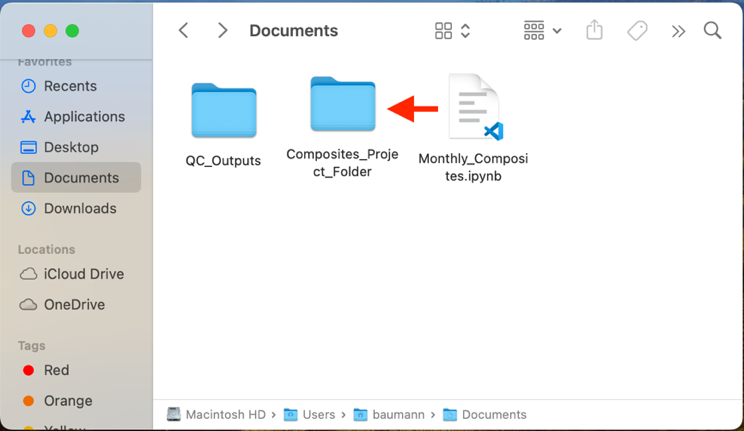 Documents
Favorites
Recents
Applications
Desktop
Documents
Downloads
Locations
iCloud Drive
OneDrive
Tags
Red
Orange
Yellow
QC_Outputs
Composites_Proje
ct_Folder
Monthly_Composi
tes.ipynb
Macintosh HD › Users › baumann › Documents